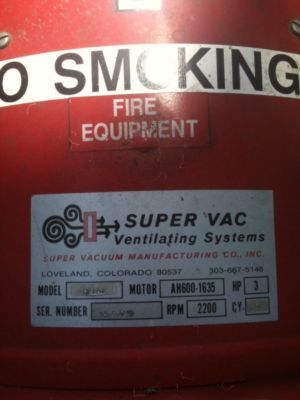 O SMOKING
FIRE
EQUIPMENT
SUPER VAC
Ventilating Systems
SUPER VACUUM MANUFACTURING CO., INC.
LOVELAND, COLORADO 80537 303-667-5146
MODEL MOTOR AH600-1635 HP 3
SER. NUMBER RPM 2200 CY-